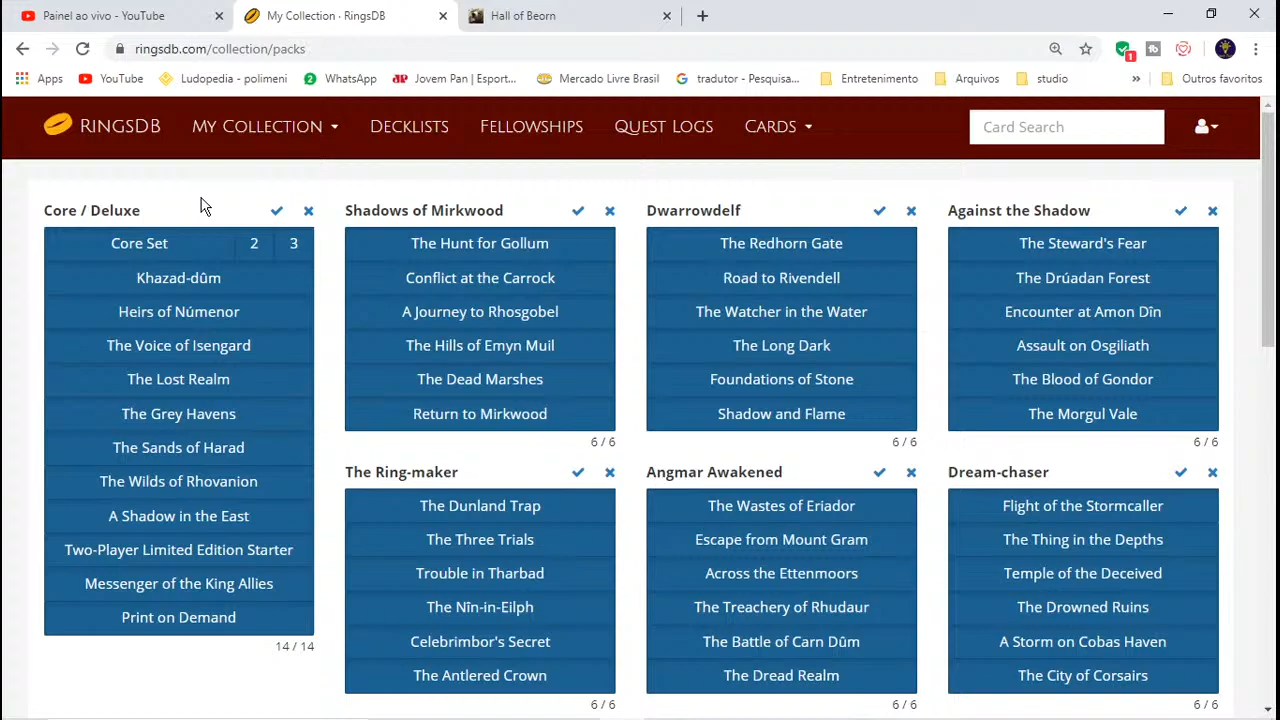 Painel ao vivo - YouTube
My Collection · RingsDB
Hall of Beorn
ringsdb.com/collection/packs
1
Apps
YouTube
Ludopedia - polimeni
2 WhatsApp
Jovem Pan | Esport...
Mercado Livre Brasil
tradutor - Pesquisa...
Entretenimento
Arquivos
studio
»
Outros favoritos
RINGSDB
MY COLLECTION
DECKLISTS
FELLOWSHIPS
QUEST LOGS
CARDS
Card Search
Core / Deluxe
Core Set 2 3
Khazad-dûm
Heirs of Númenor
The Voice of Isengard
The Lost Realm
The Grey Havens
The Sands of Harad
The Wilds of Rhovanion
A Shadow in the East
Two-Player Limited Edition Starter
Messenger of the King Allies
Print on Demand
14 / 14
Shadows of Mirkwood
The Hunt for Gollum
Conflict at the Carrock
A Journey to Rhosgobel
The Hills of Emyn Muil
The Dead Marshes
Return to Mirkwood
6 / 6
Dwarrowdelf
The Redhorn Gate
Road to Rivendell
The Watcher in the Water
The Long Dark
Foundations of Stone
Shadow and Flame
6 / 6
Against the Shadow
The Steward's Fear
The Drúadan Forest
Encounter at Amon Dîn
Assault on Osgiliath
The Blood of Gondor
The Morgul Vale
6 / 6
The Ring-maker
The Dunland Trap
The Three Trials
Trouble in Tharbad
The Nîn-in-Eilph
Celebrimbor's Secret
The Antlered Crown
6 / 6
Angmar Awakened
The Wastes of Eriador
Escape from Mount Gram
Across the Ettenmoors
The Treachery of Rhudaur
The Battle of Carn Dûm
The Dread Realm
6 / 6
Dream-chaser
Flight of the Stormcaller
The Thing in the Depths
Temple of the Deceived
The Drowned Ruins
A Storm on Cobas Haven
The City of Corsairs
6 / 6